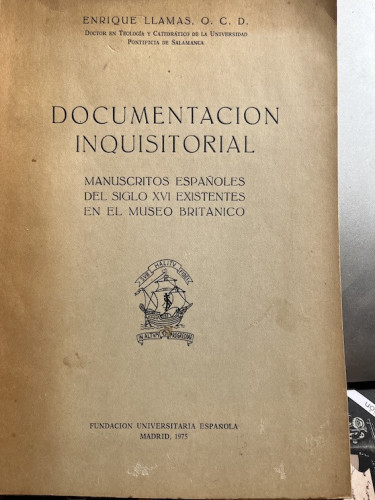 ENRIQUE LLAMAS, O. C. D.
DOCTOR EN TEOLOGÍA Y CATEDRÁTICO DE LA UNIVERSIDAD
PONTIFICIA DE SALAMANCA
DOCUMENTACION
INQUISITORIAL
MANUSCRITOS ESPAÑOLES
DEL SIGLO XVI EXISTENTES
EN EL MUSEO BRITANICO
FUNDACION UNIVERSITARIA ESPAÑOLA
MADRID, 1975